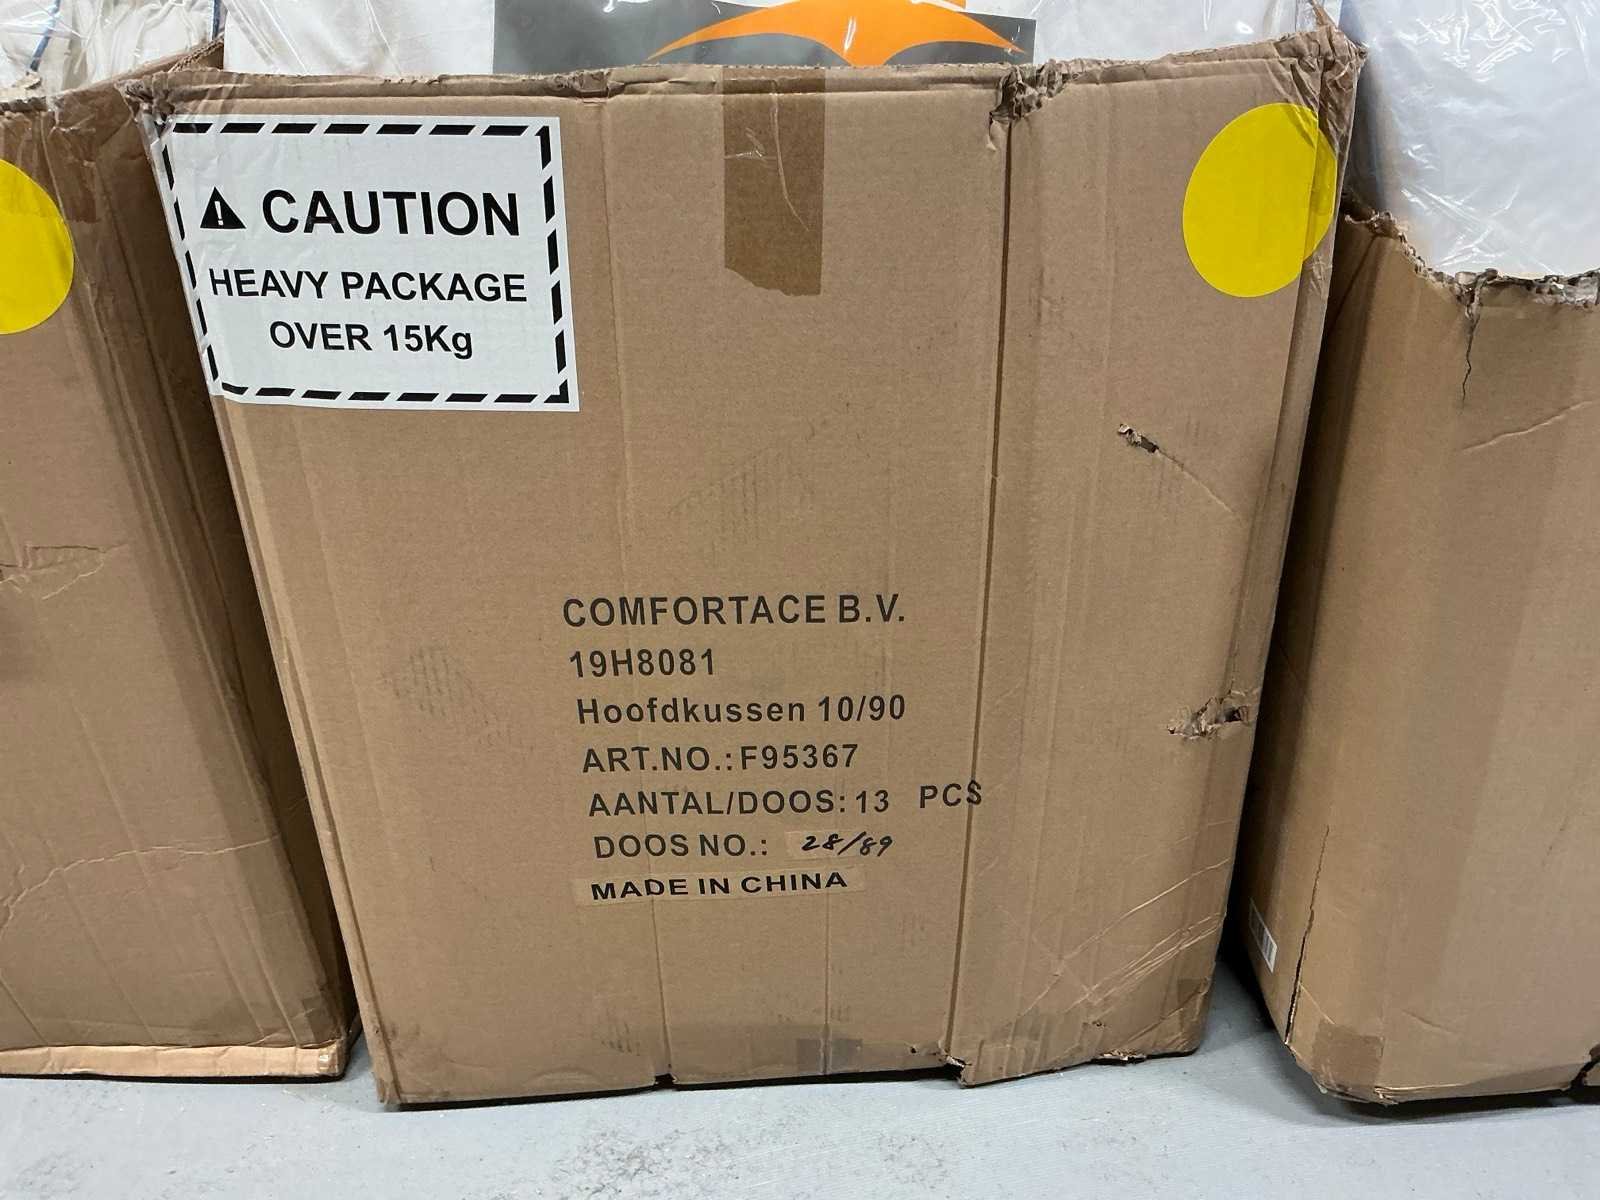 CAUTION
HEAVY PACKAGE
OVER 15Kg
COMFORTACE B.V.
19H8081
Hoofdkussen 10/90
ART.NO.:F95367
AANTAL/DOOS: 13 PCS
DOOS NO.: 28/89
MADE IN CHINA